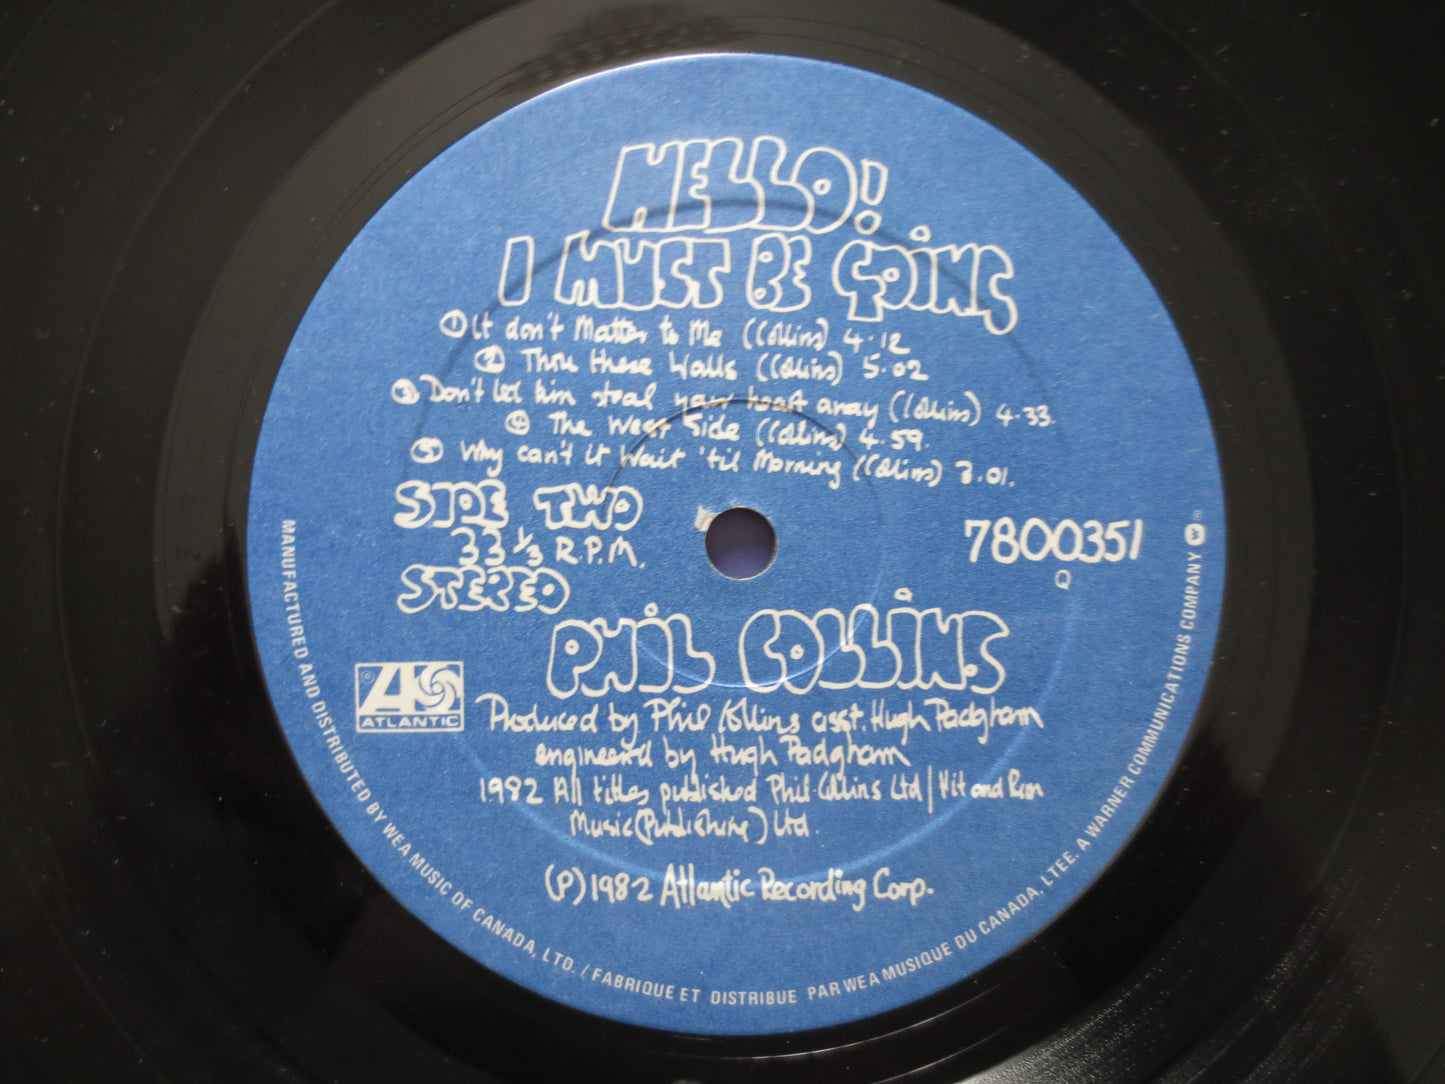 HELLO!
I MUST BE GOING
① It don't Matter to Me (Collins) 4.12
② Thru these Walls (Collins) 5.02
③ Don't let him steal your heart away (Collins) 4.33.
④ The West Side (Collins) 4.59.
⑤ Why can't it Wait 'til Morning (Collins) 3.01.
SIDE TWO
33 1/3 R.P.M.
STEREO
7800351
Q
PHIL COLLINS
® ATLANTIC
Produced by Phil Collins asst. Hugh Padgham
engineered by Hugh Padgham
1982 All titles published Phil Collins Ltd / Hit and Run
Music (Publishing) Ltd.
(P) 1982 Atlantic Recording Corp.
MANUFACTURED AND DISTRIBUTED BY WEA MUSIC OF CANADA, LTD. / FABRIQUE ET DISTRIBUE PAR WEA MUSIQUE DU CANADA, LTEE. A WARNER COMMUNICATIONS COMPANY